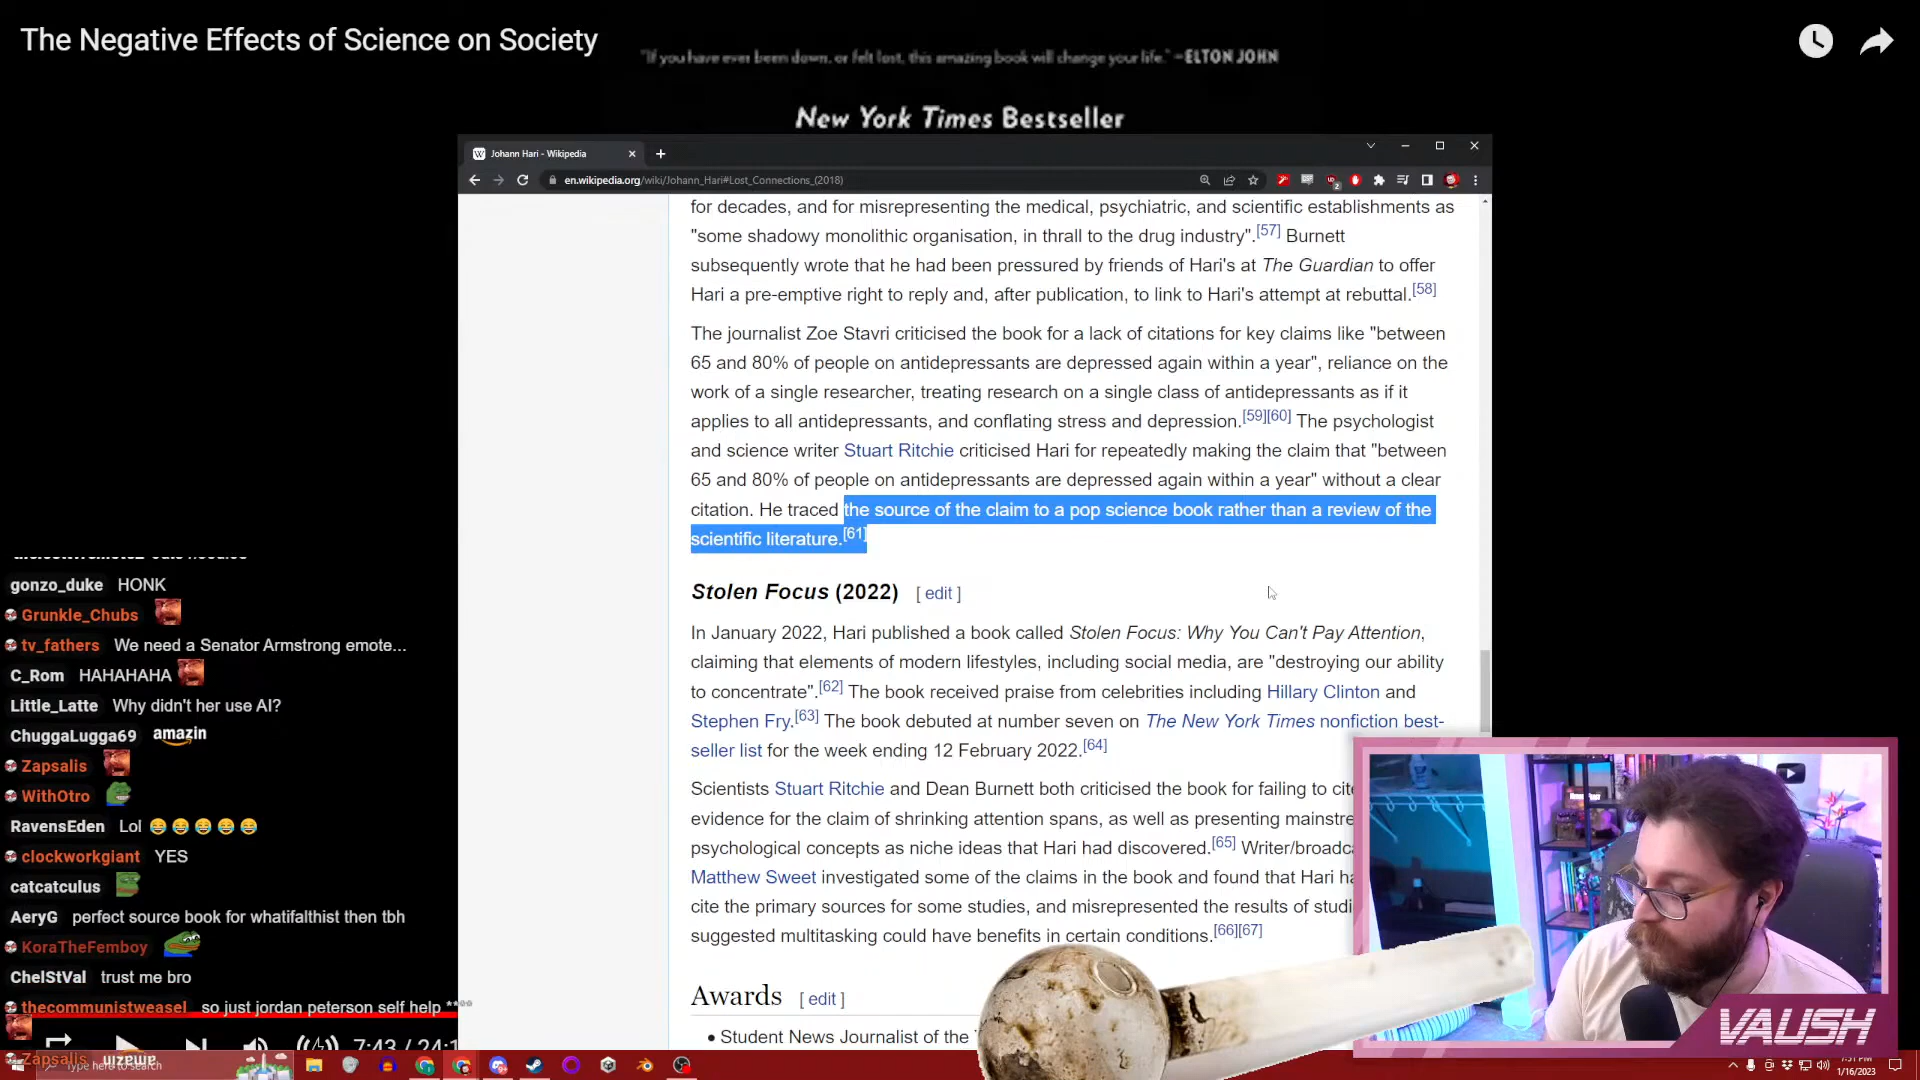 The Negative Effects of Science on Society
"If you have ever been down, or felt lost, this amazing book will change your life." –ELTON JOHN
New York Times Bestseller
Johann Hari - Wikipedia
en.wikipedia.org/wiki/Johann_Hari#Lost_Connections_(2018)
for decades, and for misrepresenting the medical, psychiatric, and scientific establishments as
"some shadowy monolithic organisation, in thrall to the drug industry".[57] Burnett
subsequently wrote that he had been pressured by friends of Hari's at The Guardian to offer
Hari a pre-emptive right to reply and, after publication, to link to Hari's attempt at rebuttal.[58]
The journalist Zoe Stavri criticised the book for a lack of citations for key claims like "between
65 and 80% of people on antidepressants are depressed again within a year", reliance on the
work of a single researcher, treating research on a single class of antidepressants as if it
applies to all antidepressants, and conflating stress and depression.[59][60] The psychologist
and science writer Stuart Ritchie criticised Hari for repeatedly making the claim that "between
65 and 80% of people on antidepressants are depressed again within a year" without a clear
citation. He traced the source of the claim to a pop science book rather than a review of the
scientific literature.[61]
Stolen Focus (2022) [ edit ]
In January 2022, Hari published a book called Stolen Focus: Why You Can't Pay Attention,
claiming that elements of modern lifestyles, including social media, are "destroying our ability
to concentrate".[62] The book received praise from celebrities including Hillary Clinton and
Stephen Fry.[63] The book debuted at number seven on The New York Times nonfiction best-
seller list for the week ending 12 February 2022.[64]
Scientists Stuart Ritchie and Dean Burnett both criticised the book for failing to cite
evidence for the claim of shrinking attention spans, as well as presenting mainstre
psychological concepts as niche ideas that Hari had discovered.[65] Writer/broadc
Matthew Sweet investigated some of the claims in the book and found that Hari ha
cite the primary sources for some studies, and misrepresented the results of studi
suggested multitasking could have benefits in certain conditions.[66][67]
Awards [ edit ]
• Student News Journalist of the
gonzo_duke HONK
Grunkle_Chubs
tv_fathers We need a Senator Armstrong emote...
C_Rom HAHAHAHA
Little_Latte Why didn't her use AI?
ChuggaLugga69 amazin
Zapsalis
WithOtro
RavensEden Lol
clockworkgiant YES
catcatculus
AeryG perfect source book for whatifalthist then tbh
KoraTheFemboy
ChelStVal trust me bro
thecommunistweasel so just jordan peterson self help ****
Zapsalis amazin
7:43 / 24:1
Type here to search
VAUSH
7:51 PM
1/16/2023